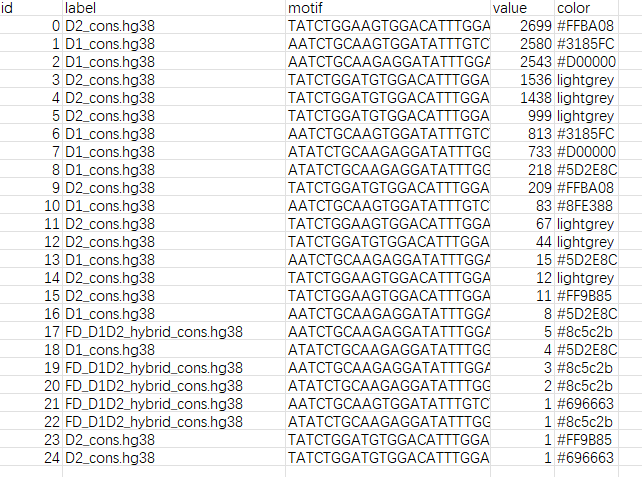 id label motif value color
0 D2_cons.hg38 TATCTGGAAGTGGACATTTGGA 2699 #FFBA08
1 D1_cons.hg38 AATCTGCAAGTGGATATTTGTC 2580 #3185FC
2 D1_cons.hg38 AATCTGCAAGAGGATATTTGGA 2543 #D00000
3 D2_cons.hg38 TATCTGGATGTGGACATTTGGA 1536 lightgrey
4 D2_cons.hg38 TATCTGGATGTGGACATTTGGA 1438 lightgrey
5 D2_cons.hg38 TATCTGGATGTGGACATTTGGA 999 lightgrey
6 D1_cons.hg38 AATCTGCAAGTGGATATTTGTC 813 #3185FC
7 D1_cons.hg38 ATATCTGCAAGAGGATATTTGG 733 #D00000
8 D1_cons.hg38 ATATCTGCAAGAGGATATTTGG 218 #5D2E8C
9 D2_cons.hg38 TATCTGGATGTGGACATTTGGA 209 #FFBA08
10 D1_cons.hg38 AATCTGCAAGTGGATATTTGTC 83 #8FE388
11 D2_cons.hg38 TATCTGGAAGTGGACATTTGGA 67 lightgrey
12 D2_cons.hg38 TATCTGGATGTGGACATTTGGA 44 lightgrey
13 D1_cons.hg38 AATCTGCAAGAGGATATTTGGA 15 #5D2E8C
14 D2_cons.hg38 TATCTGGAAGTGGACATTTGGA 12 lightgrey
15 D2_cons.hg38 TATCTGGATGTGGACATTTGGA 11 #FF9B85
16 D1_cons.hg38 AATCTGCAAGAGGATATTTGGA 8 #5D2E8C
17 FD_D1D2_hybrid_cons.hg38 AATCTGCAAGAGGATATTTGGA 5 #8c5c2b
18 D1_cons.hg38 ATATCTGCAAGAGGATATTTGG 4 #5D2E8C
19 FD_D1D2_hybrid_cons.hg38 AATCTGCAAGAGGATATTTGGA 3 #8c5c2b
20 FD_D1D2_hybrid_cons.hg38 ATATCTGCAAGAGGATATTTGG 2 #8c5c2b
21 FD_D1D2_hybrid_cons.hg38 AATCTGCAAGTGGATATTTGTC 1 #696663
22 FD_D1D2_hybrid_cons.hg38 ATATCTGCAAGAGGATATTTGG 1 #8c5c2b
23 D2_cons.hg38 TATCTGGATGTGGACATTTGGA 1 #FF9B85
24 D2_cons.hg38 TATCTGGATGTGGACATTTGGA 1 #696663